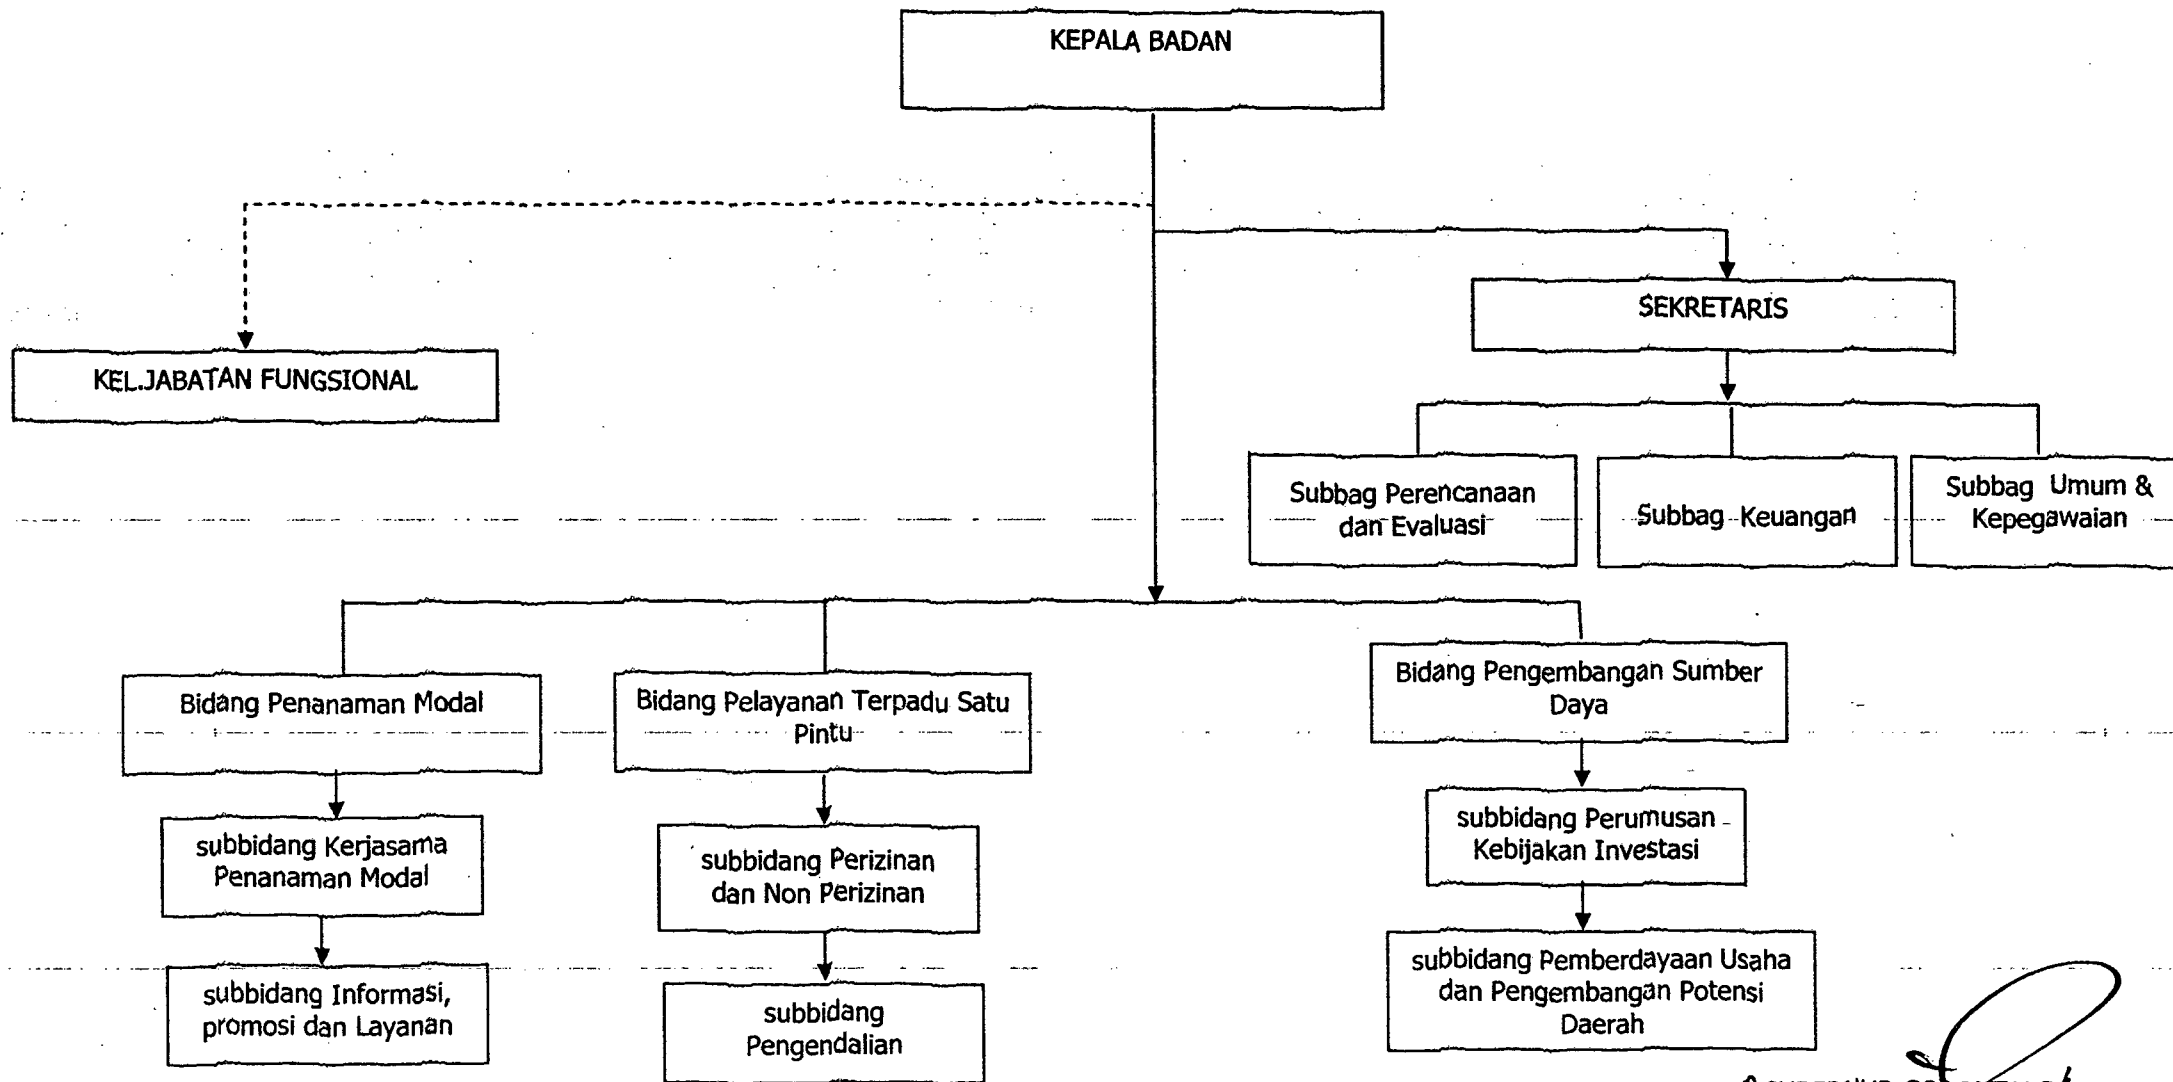 KEPALA BADAN
SEKRETARIS
KEL.JABATAN FUNGSIONAL
Subbag Perencanaan
dan Evaluasi
Subbag Keuangan
Subbag Umum &
Kepegawaian
Bidang Penanaman Modal
Bidang Pelayanan Terpadu Satu
Pintu
Bidang Pengembangan Sumber
Daya
subbidang Kerjasama
Penanaman Modal
subbidang Perizinan
dan Non Perizinan
subbidang Perumusan
Kebijakan Investasi
subbidang Informasi,
promosi dan Layanan
subbidang
Pengendalian
subbidang Pemberdayaan Usaha
dan Pengembangan Potensi
Daerah